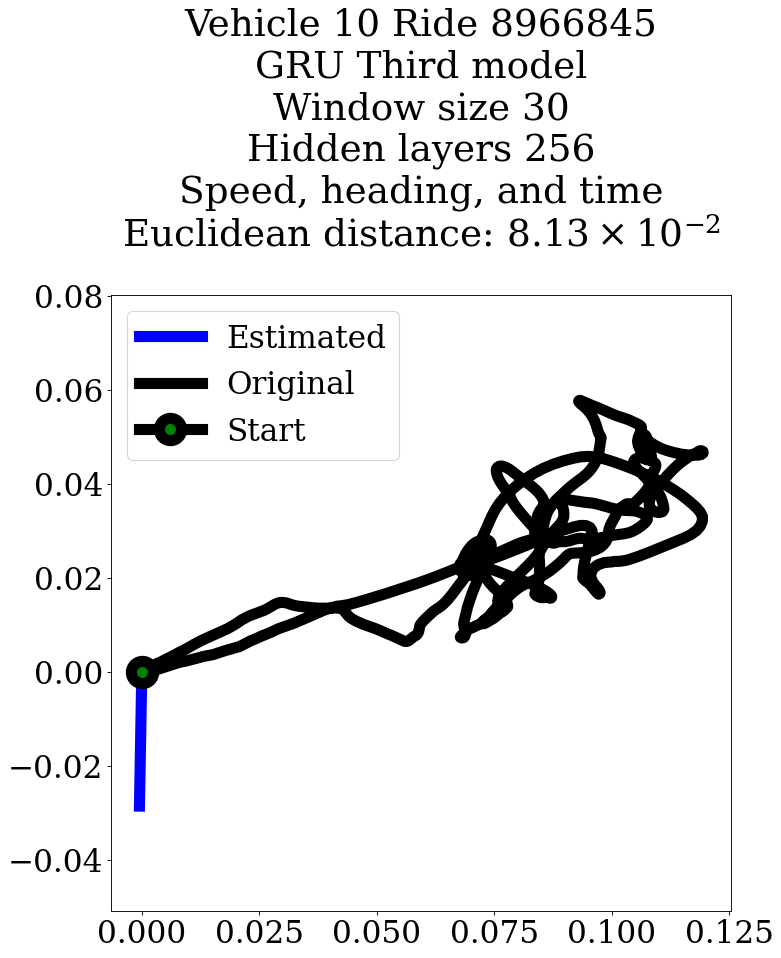 Vehicle 10 Ride 8966845
GRU Third model
Window size 30
Hidden layers 256
Speed, heading, and time
Euclidean distance: 8.13 × 10⁻²
0.08
0.06
0.04
0.02
0.00
−0.02
−0.04
Estimated
Original
Start
0.000 0.025 0.050 0.075 0.100 0.125